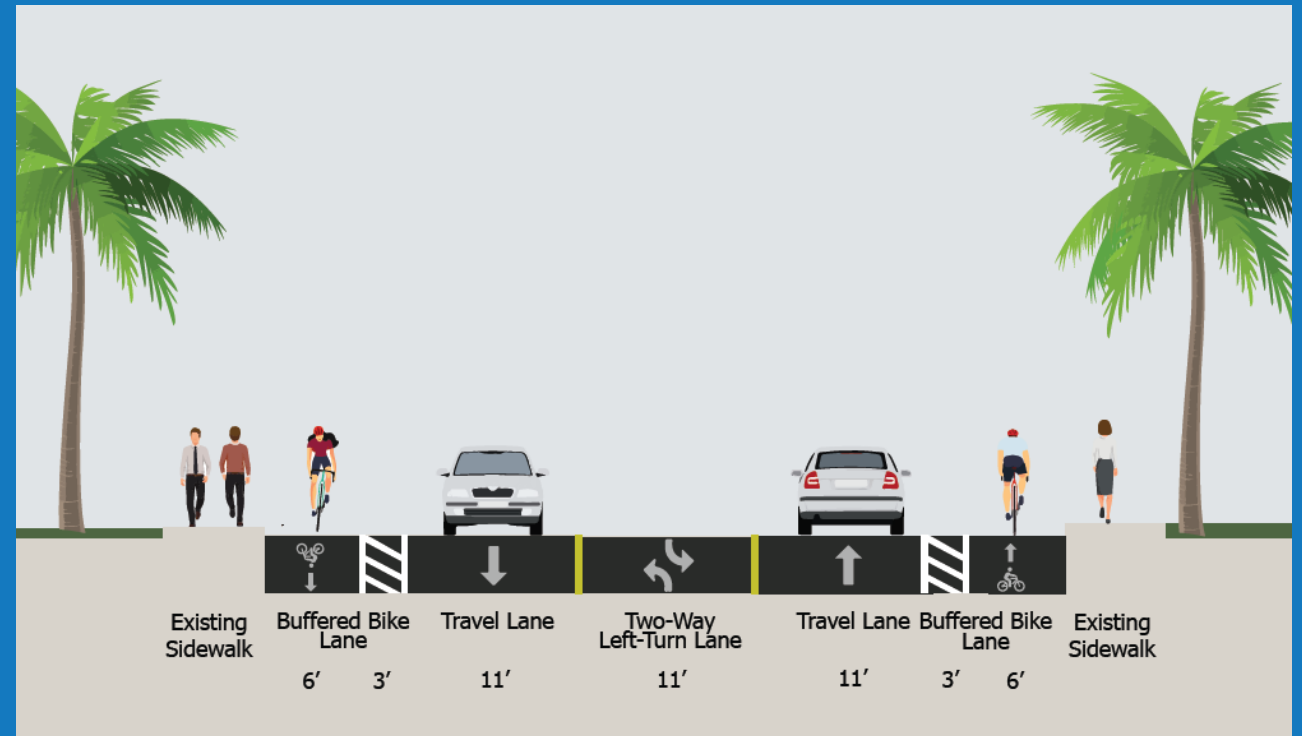 Existing
Sidewalk
Buffered Bike
Lane
Travel Lane
Two-Way
Left-Turn Lane
Travel Lane
Buffered Bike
Lane
Existing
Sidewalk
6′ 3′ 11′ 11′ 11′ 3′ 6′